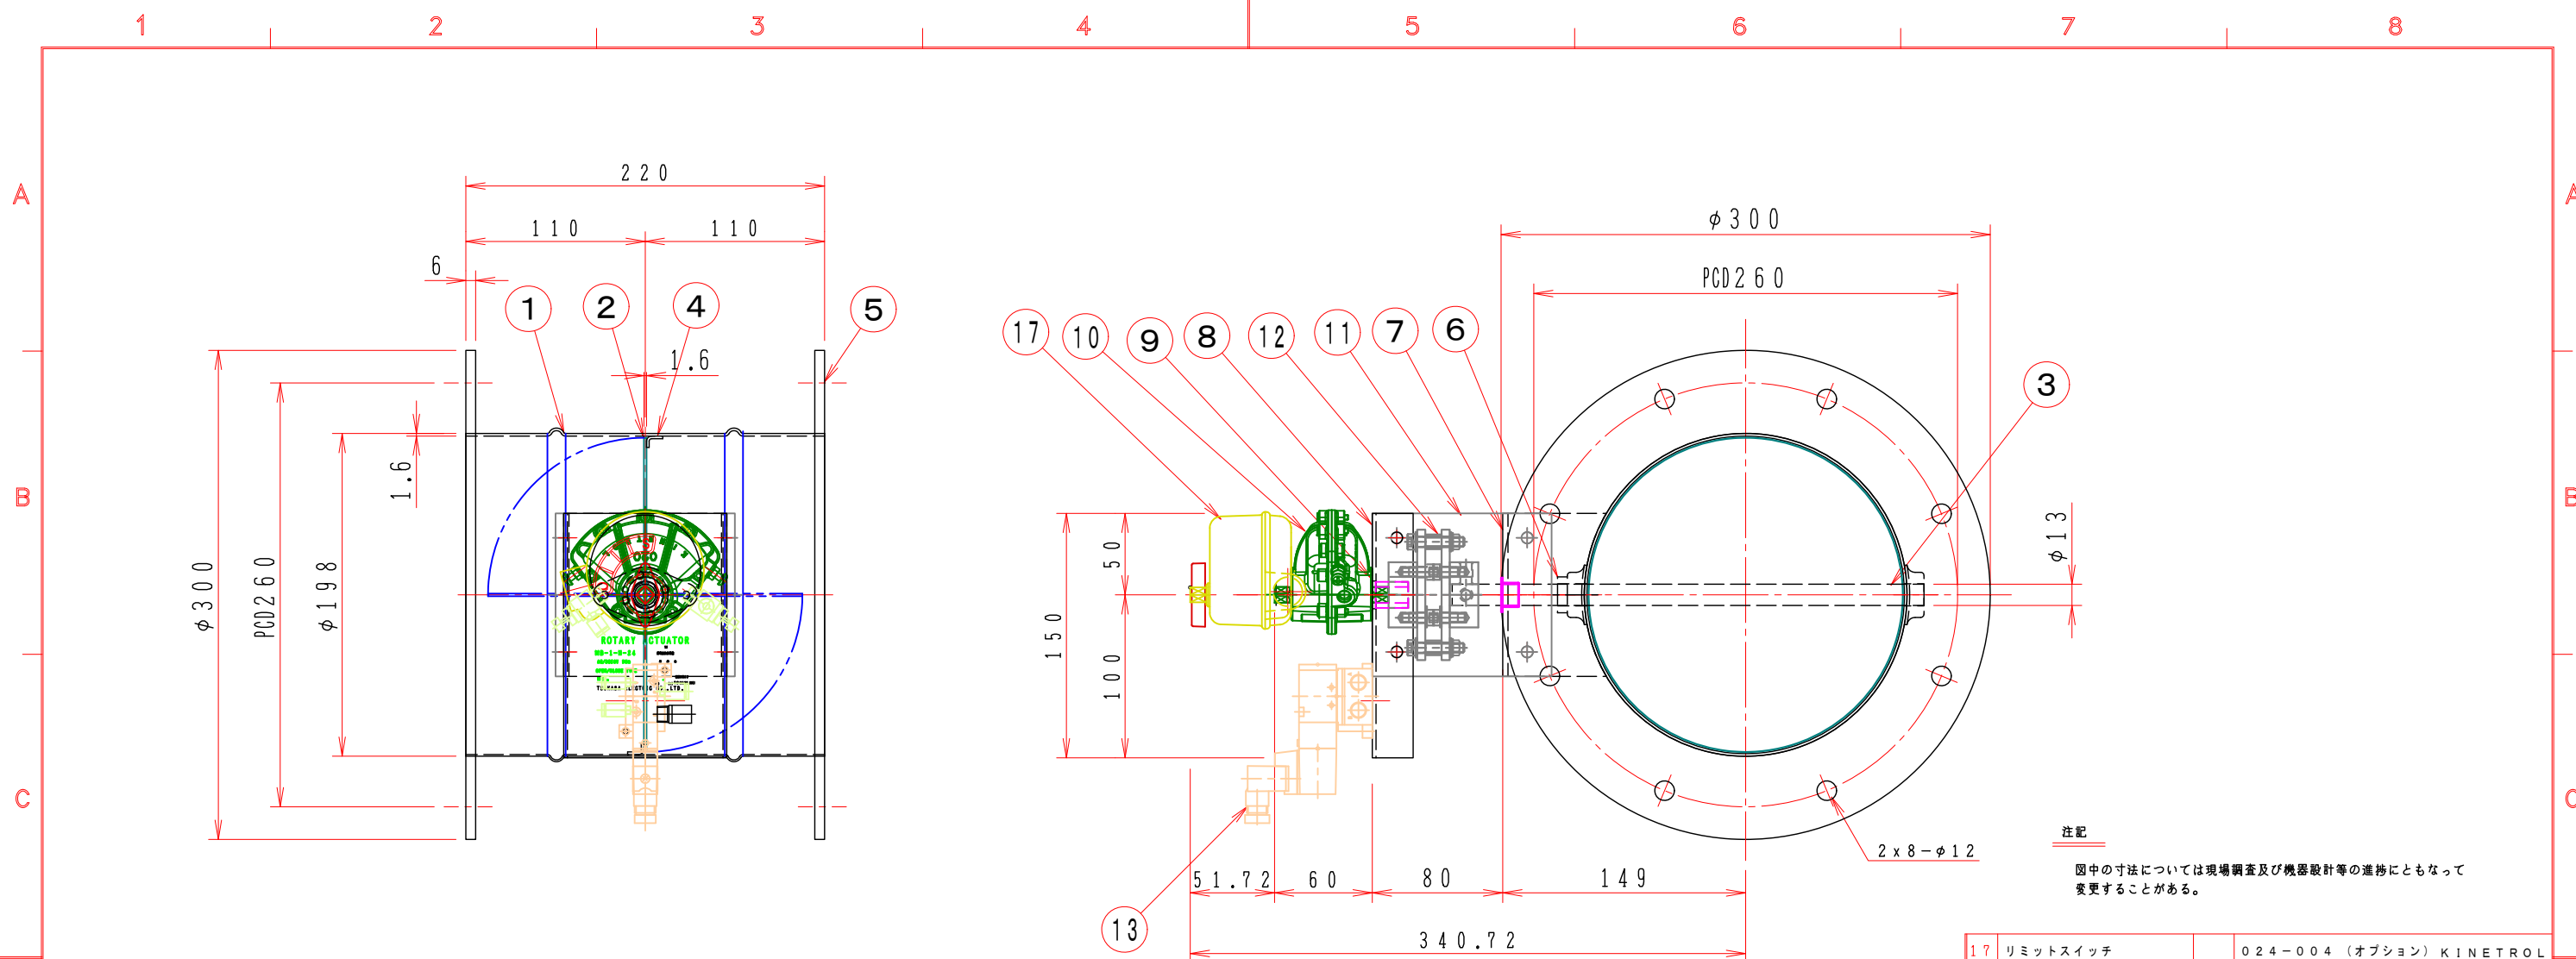 1 2 3 4 5 6 7 8
A A
B B
C C
220
110 110
6
1 2 4 5
1.6
1.6
φ300
PCD260
φ198
ROTARY ACTUATOR
φ300
PCD260
17 10 9 8 12 11 7 6
3
50
150
100
φ13
2x8-φ12
51.72 60 80 149
13
340.72
注記
図中の寸法については現場調査及び機器設計等の進捗にともなって
変更することがある。
17 リミットスイッチ 024-004 (オプション) KINETROL